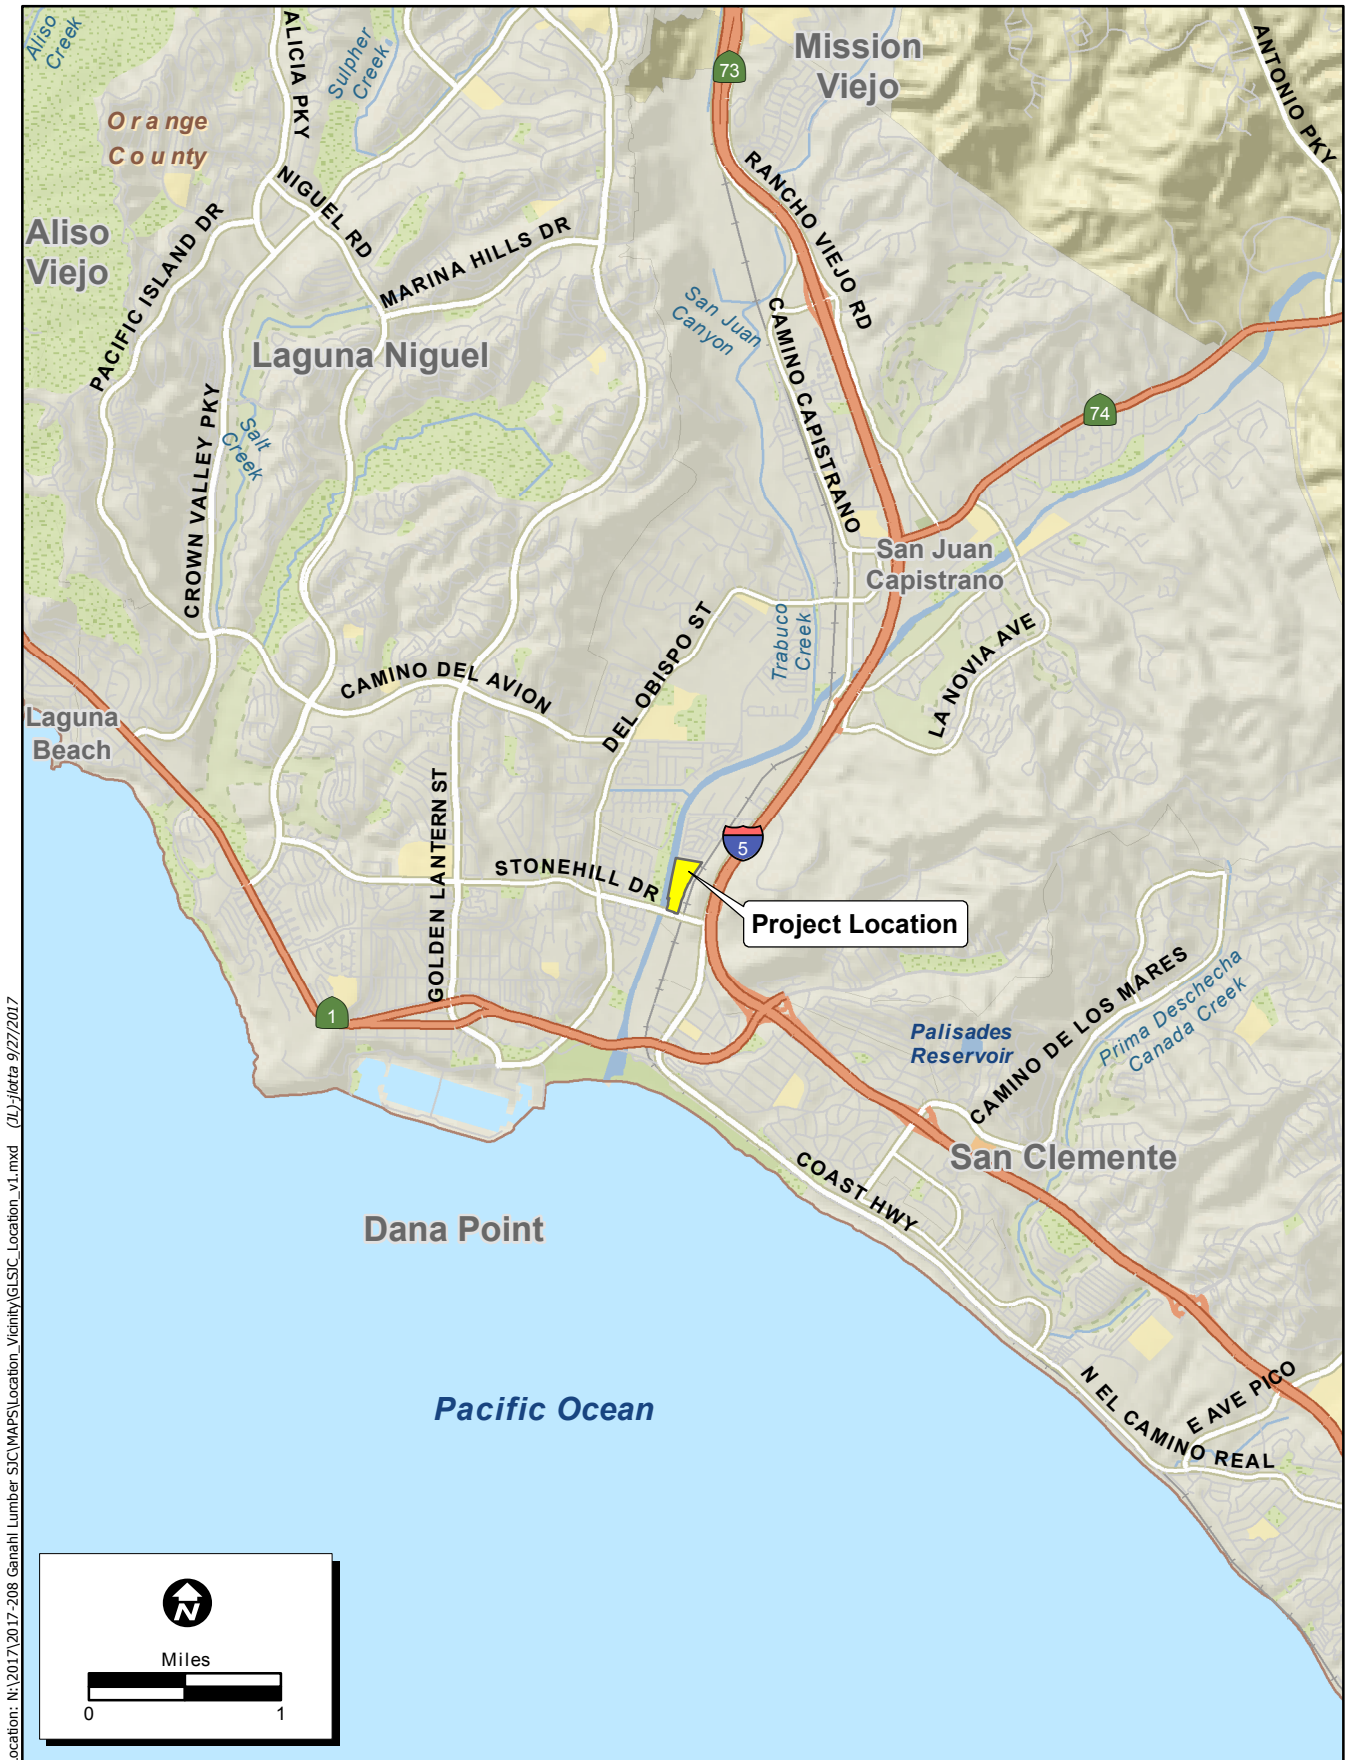 Aliso
Creek
ALICIA PKY
Sulpher
Creek
73
Mission
Viejo
ANTONIO PKY
Orange
County
NIGUEL RD
RANCHO VIEJO RD
Aliso
Viejo
PACIFIC ISLAND DR
MARINA HILLS DR
San Juan
Canyon
CAMINO CAPISTRANO
Laguna Niguel
74
CROWN VALLEY PKY
Salt
Creek
San Juan
Capistrano
DEL OBISPO ST
Trabuco
Creek
LA NOVIA AVE
CAMINO DEL AVION
Laguna
Beach
GOLDEN LANTERN ST
STONEHILL DR
5
Project Location
CAMINO DE LOS MARES
Prima Deschecha
Canada Creek
1
Palisades
Reservoir
San Clemente
COAST HWY
Dana Point
Pacific Ocean
N EL CAMINO REAL
E AVE PICO
N
Miles
0 1
ocation: N:\2017\2017-208 Ganahl Lumber SJC\MAPS\Location_Vicinity\GLSJC_Location_v1.mxd (JL)-jlotta 9/27/2017